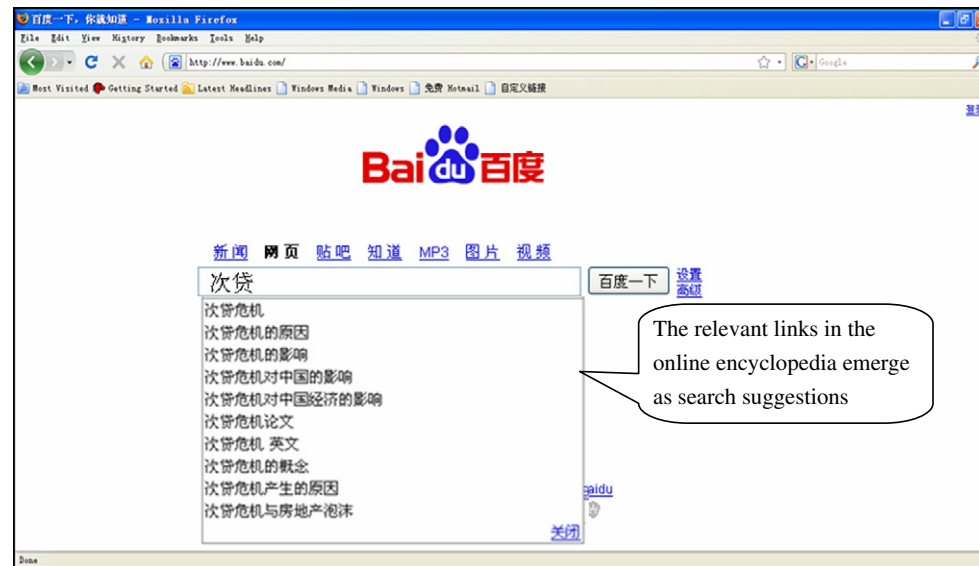 百度一下，你就知道 - Mozilla Firefox
File Edit View History Bookmarks Tools Help
http://www.baidu.com/
Google
Most Visited Getting Started Latest Headlines Windows Media Windows 免费 Hotmail 自定义链接
Bai du 百度
新闻 网页 贴吧 知道 MP3 图片 视频
次贷 百度一下 设置
高级
次贷危机
次贷危机的原因
次贷危机的影响
次贷危机对中国的影响
次贷危机对中国经济的影响
次贷危机论文
次贷危机 英文
次贷危机的概念
次贷危机产生的原因
次贷危机与房地产泡沫
关闭
The relevant links in the
online encyclopedia emerge
as search suggestions
aidu
Done